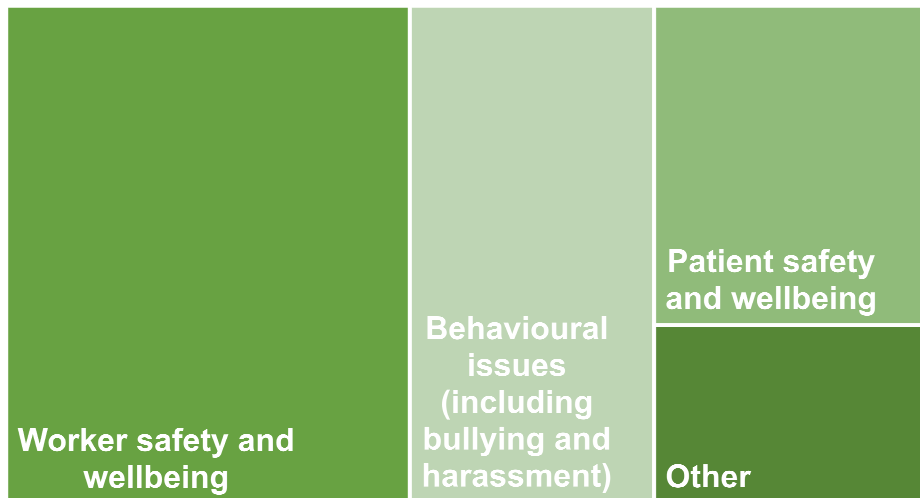 Worker safety and
wellbeing
Behavioural
issues
(including
bullying and
harassment)
Patient safety
and wellbeing
Other